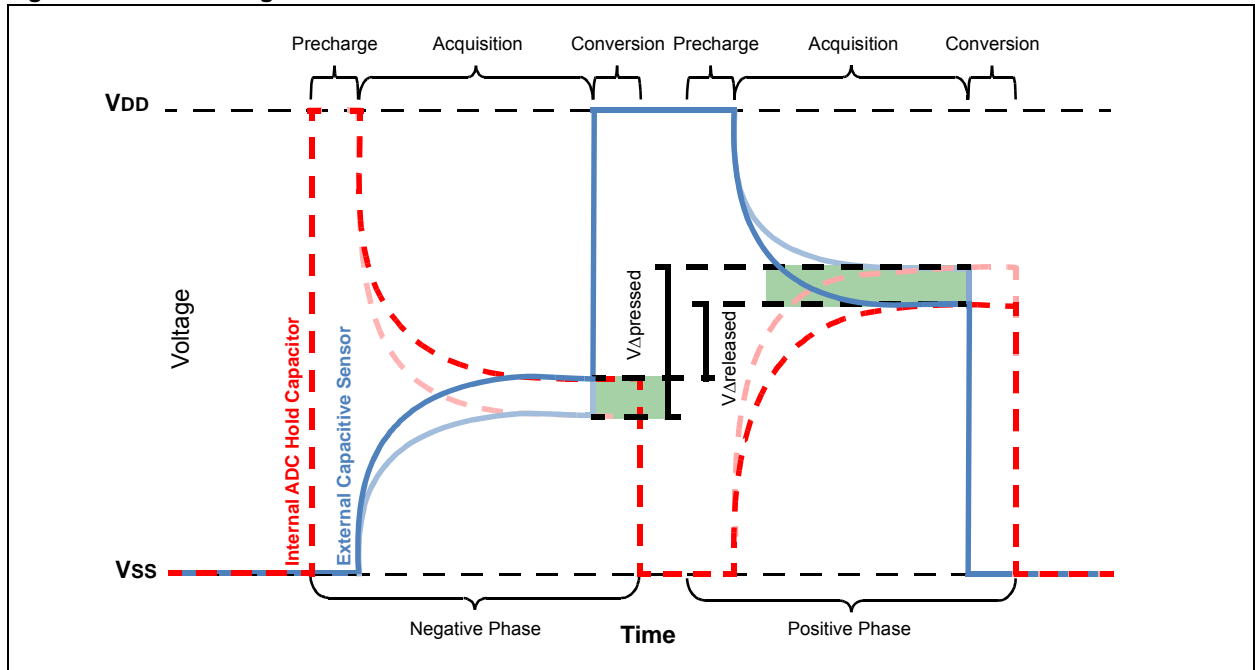 Precharge
Acquisition
Conversion
Precharge
Acquisition
Conversion
VDD
Voltage
Internal ADC Hold Capacitor
External Capacitive Sensor
VΔpressed
VΔreleased
VSS
Negative Phase
Time
Positive Phase